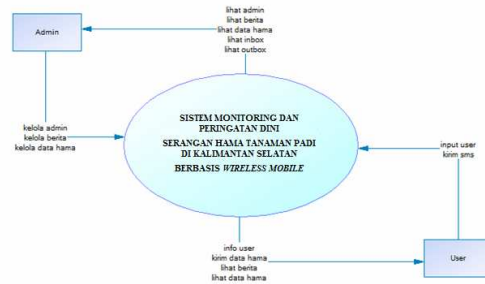 lihat admin
lihat berita
lihat data hama
lihat inbox
lihat outbox
Admin
kelola admin
kelola berita
kelola data hama
SISTEM MONITORING DAN
PERINGATAN DINI
SERANGAN HAMA TANAMAN PADI
DI KALIMANTAN SELATAN
BERBASIS WIRELESS MOBILE
input user
kirim sms
info user
kirim data hama
lihat berita
lihat data hama
User